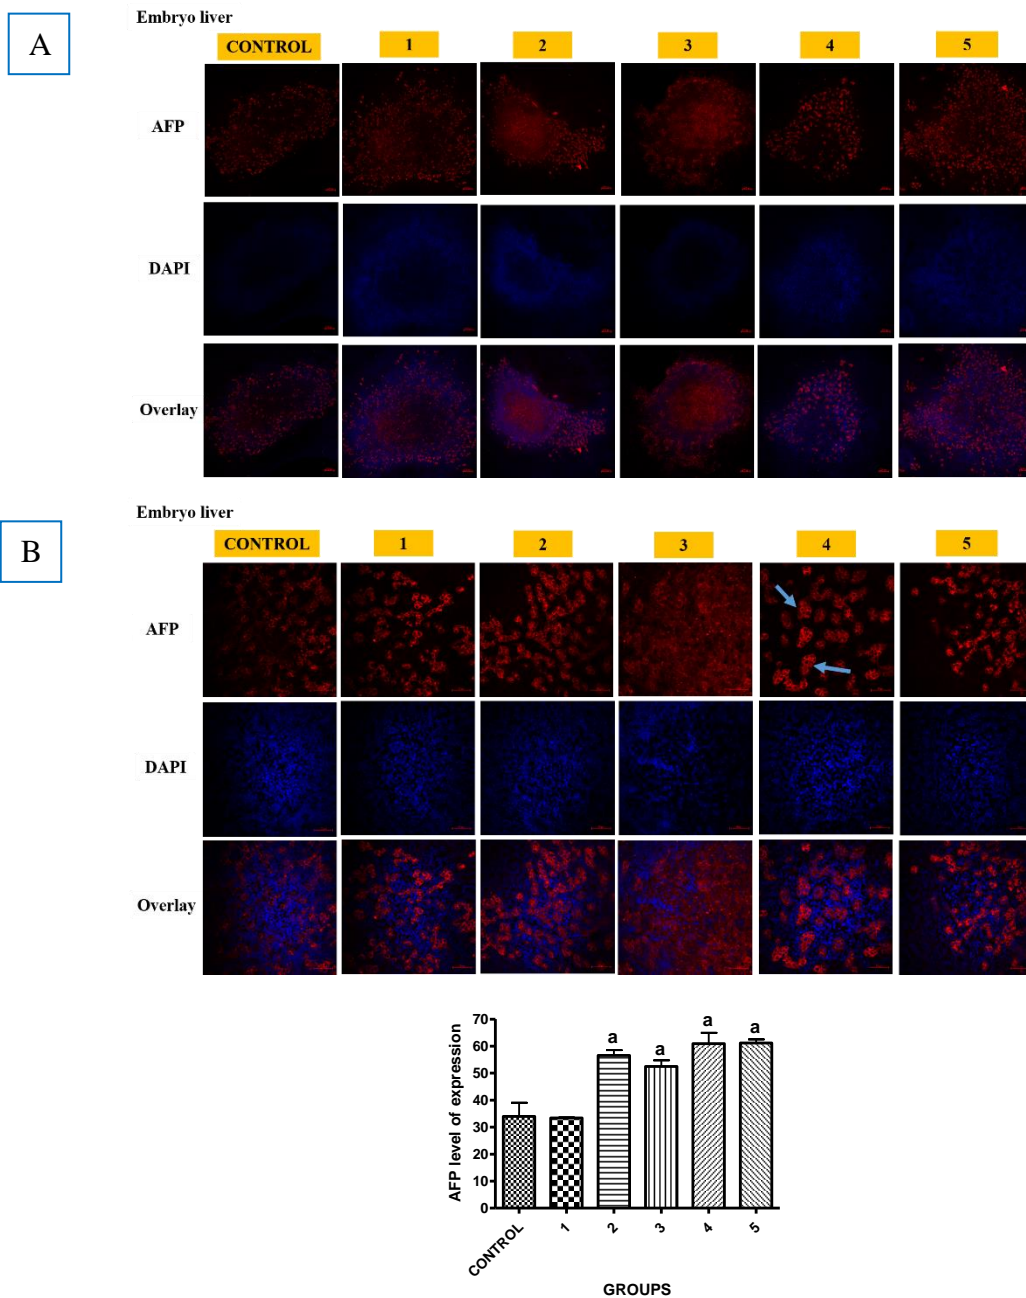 A
Embryo liver
CONTROL 1 2 3 4 5
AFP
DAPI
Overlay
B
Embryo liver
CONTROL 1 2 3 4 5
AFP
DAPI
Overlay
AFP level of expression
70
60
50
40
30
20
10
0
a a a a
CONTROL 1 2 3 4 5
GROUPS